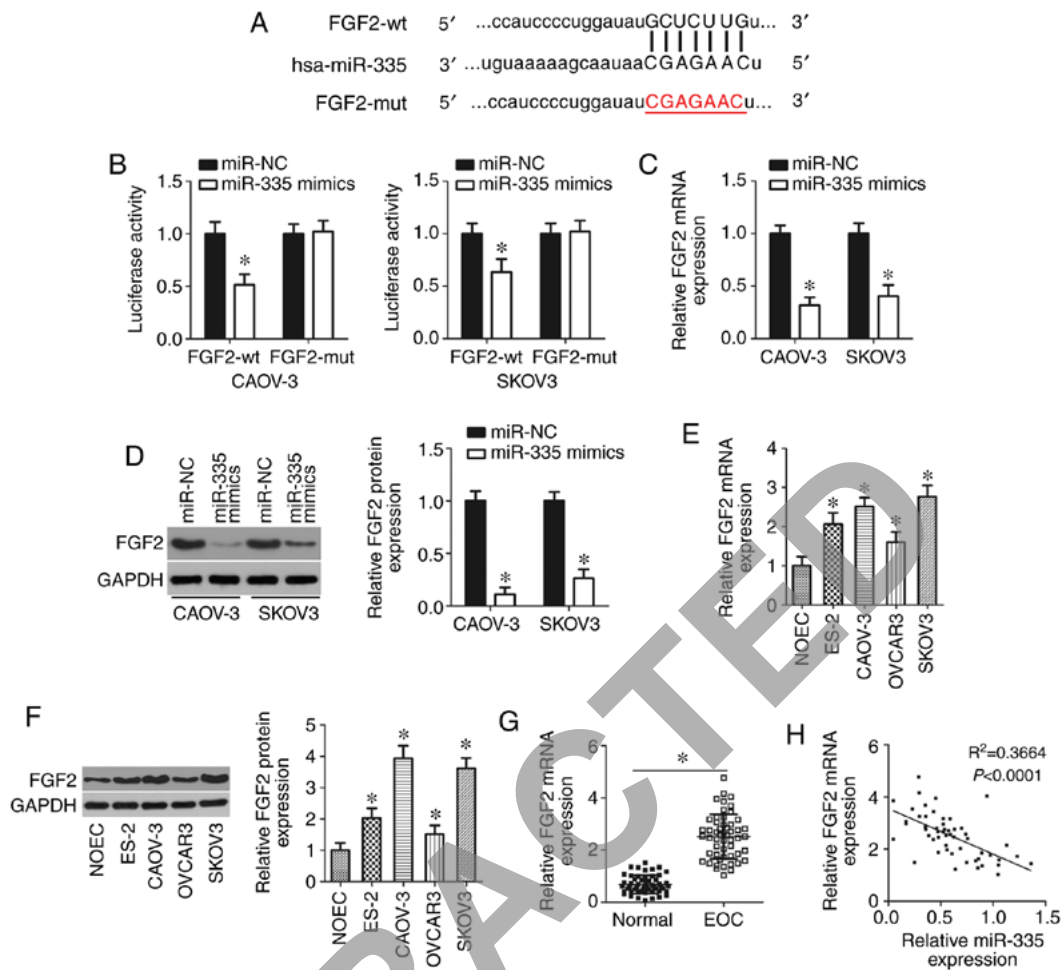 A
FGF2-wt 5′ ...ccauccccuggauauGCUCUUGu... 3′
hsa-miR-335 3′ ...uguaaaaagcaauaaCGAGAACu 5′
FGF2-mut 5′ ...ccauccccuggauauCGAGAACu... 3′
B
miR-NC
miR-335 mimics
Luciferase activity
1.5
1.0
0.5
0.0
*
FGF2-wt FGF2-mut
CAOV-3
miR-NC
miR-335 mimics
Luciferase activity
1.5
1.0
0.5
0.0
*
FGF2-wt FGF2-mut
SKOV3
C
miR-NC
miR-335 mimics
Relative FGF2 mRNA
expression
1.5
1.0
0.5
0.0
* *
CAOV-3 SKOV3
D
miR-NC
miR-335
mimics
miR-NC
miR-335
mimics
FGF2
GAPDH
CAOV-3 SKOV3
miR-NC
miR-335 mimics
Relative FGF2 protein
expression
1.5
1.0
0.5
0.0
* *
CAOV-3 SKOV3
E
Relative FGF2 mRNA
expression
4
3
2
1
0
* * * *
NOEC
ES-2
CAOV-3
OVCAR3
SKOV3
F
FGF2
GAPDH
NOEC
ES-2
CAOV-3
OVCAR3
SKOV3
Relative FGF2 protein
expression
5
4
3
2
1
0
* * * *
NOEC
ES-2
CAOV-3
OVCAR3
SKOV3
G
Relative FGF2 mRNA
expression
6
4
2
0
*
Normal EOC
H
Relative FGF2 mRNA
expression
6
4
2
0
R²=0.3664
P<0.0001
0.0 0.5 1.0 1.5
Relative miR-335
expression
RACTED